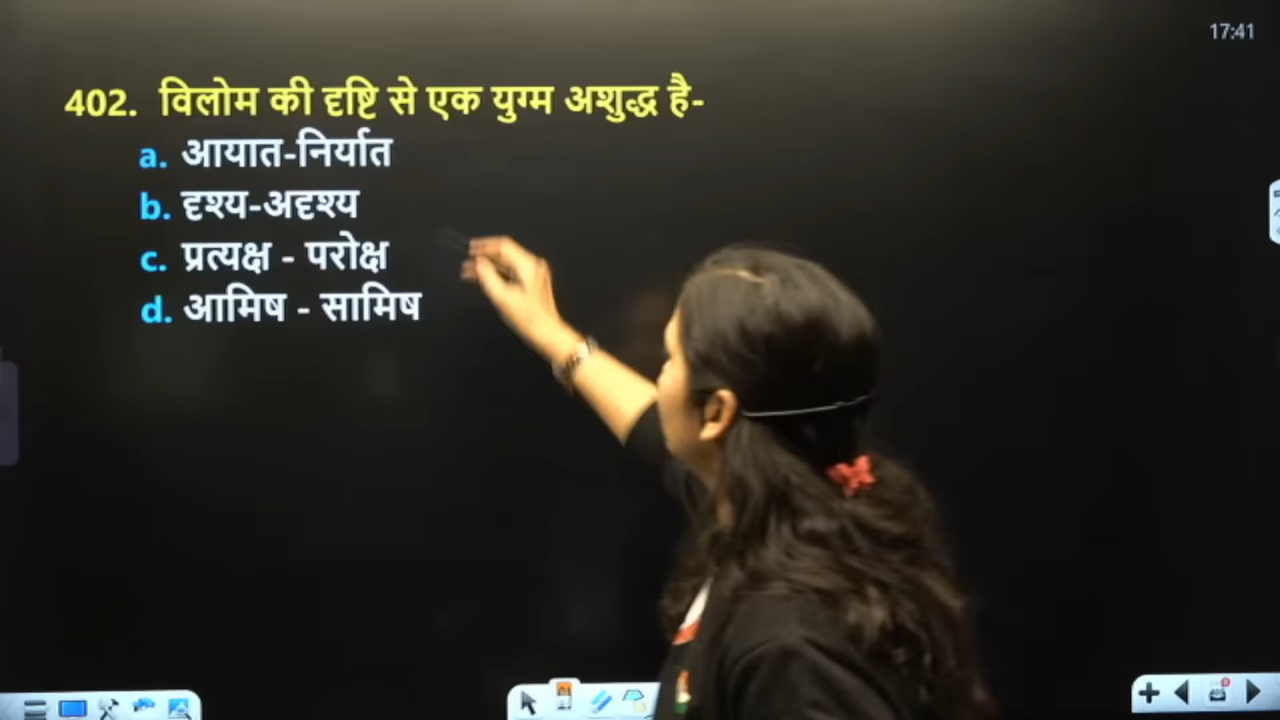 17:41
402. विलोम की दृष्टि से एक युग्म अशुद्ध है-
a. आयात-निर्यात
b. दृश्य-अदृश्य
c. प्रत्यक्ष - परोक्ष
d. आमिष - सामिष